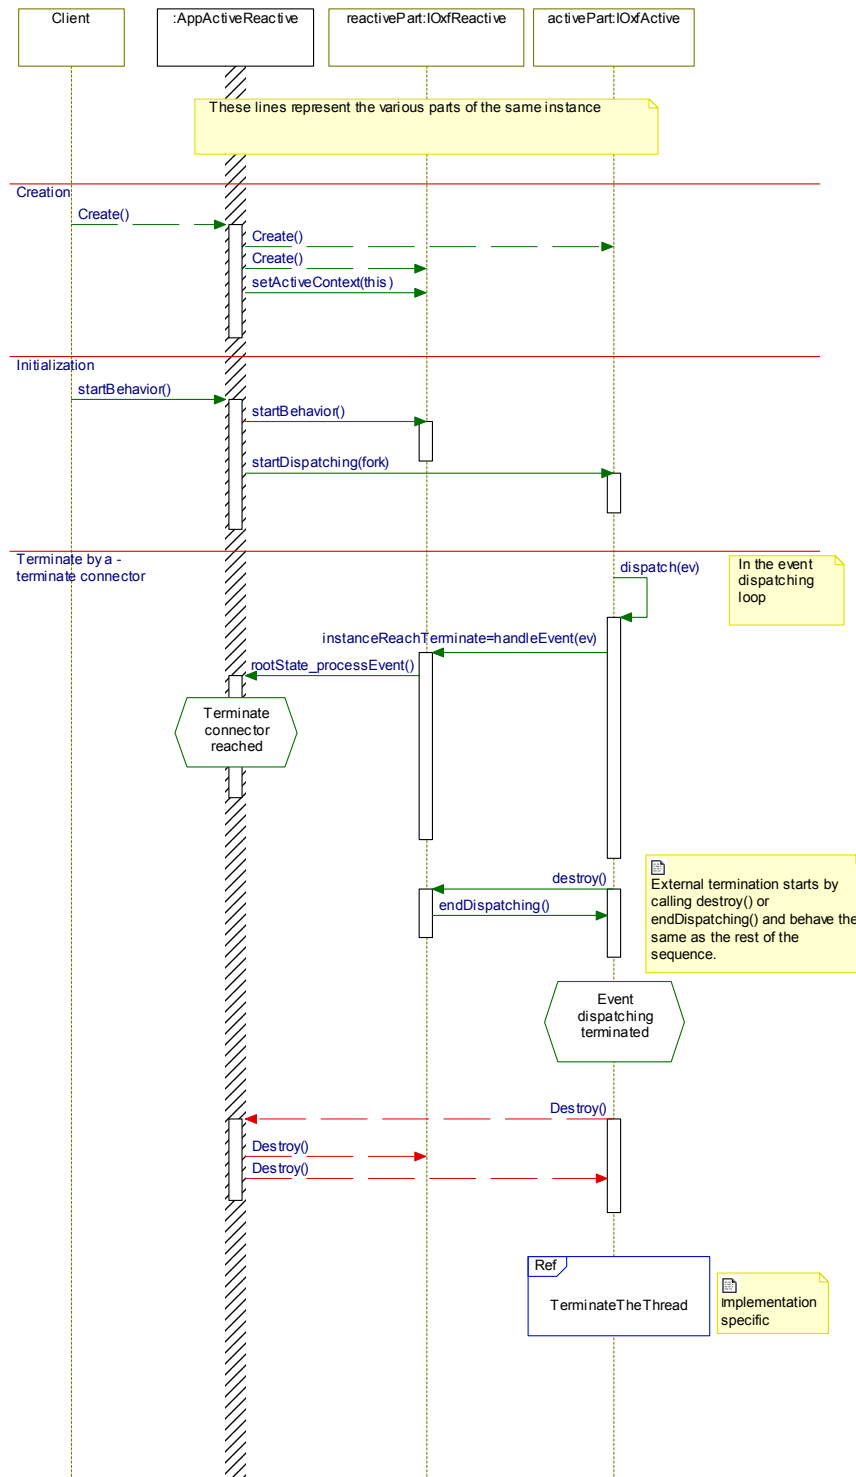 Client
:AppActiveReactive
reactivePart:IOxfReactive
activePart:IOxfActive
These lines represent the various parts of the same instance
Creation
Create()
Create()
Create()
setActiveContext(this)
Initialization
startBehavior()
startBehavior()
startDispatching(fork)
Terminate by a -
terminate connector
dispatch(ev)
In the event
dispatching
loop
instanceReachTerminate=handleEvent(ev)
rootState_processEvent()
Terminate
connector
reached
destroy()
endDispatching()
External termination starts by
calling destroy() or
endDispatching() and behave the
same as the rest of the
sequence.
Event
dispatching
terminated
Destroy()
Destroy()
Destroy()
Ref
TerminateTheThread
Implementation
specific